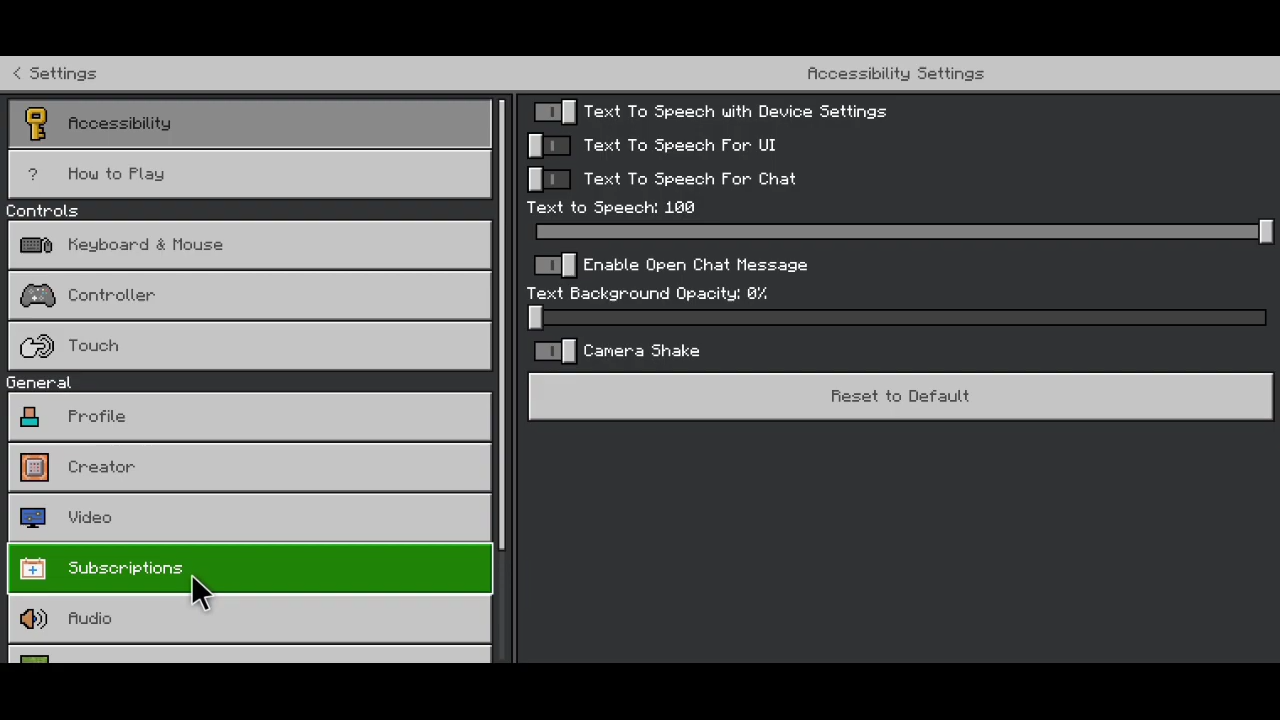 < Settings
Accessibility Settings
Accessibility
? How to Play
Controls
Keyboard & Mouse
Controller
Touch
General
Profile
Creator
Video
Subscriptions
Audio
Text To Speech with Device Settings
Text To Speech For UI
Text To Speech For Chat
Text to Speech: 100
Enable Open Chat Message
Text Background Opacity: 0%
Camera Shake
Reset to Default